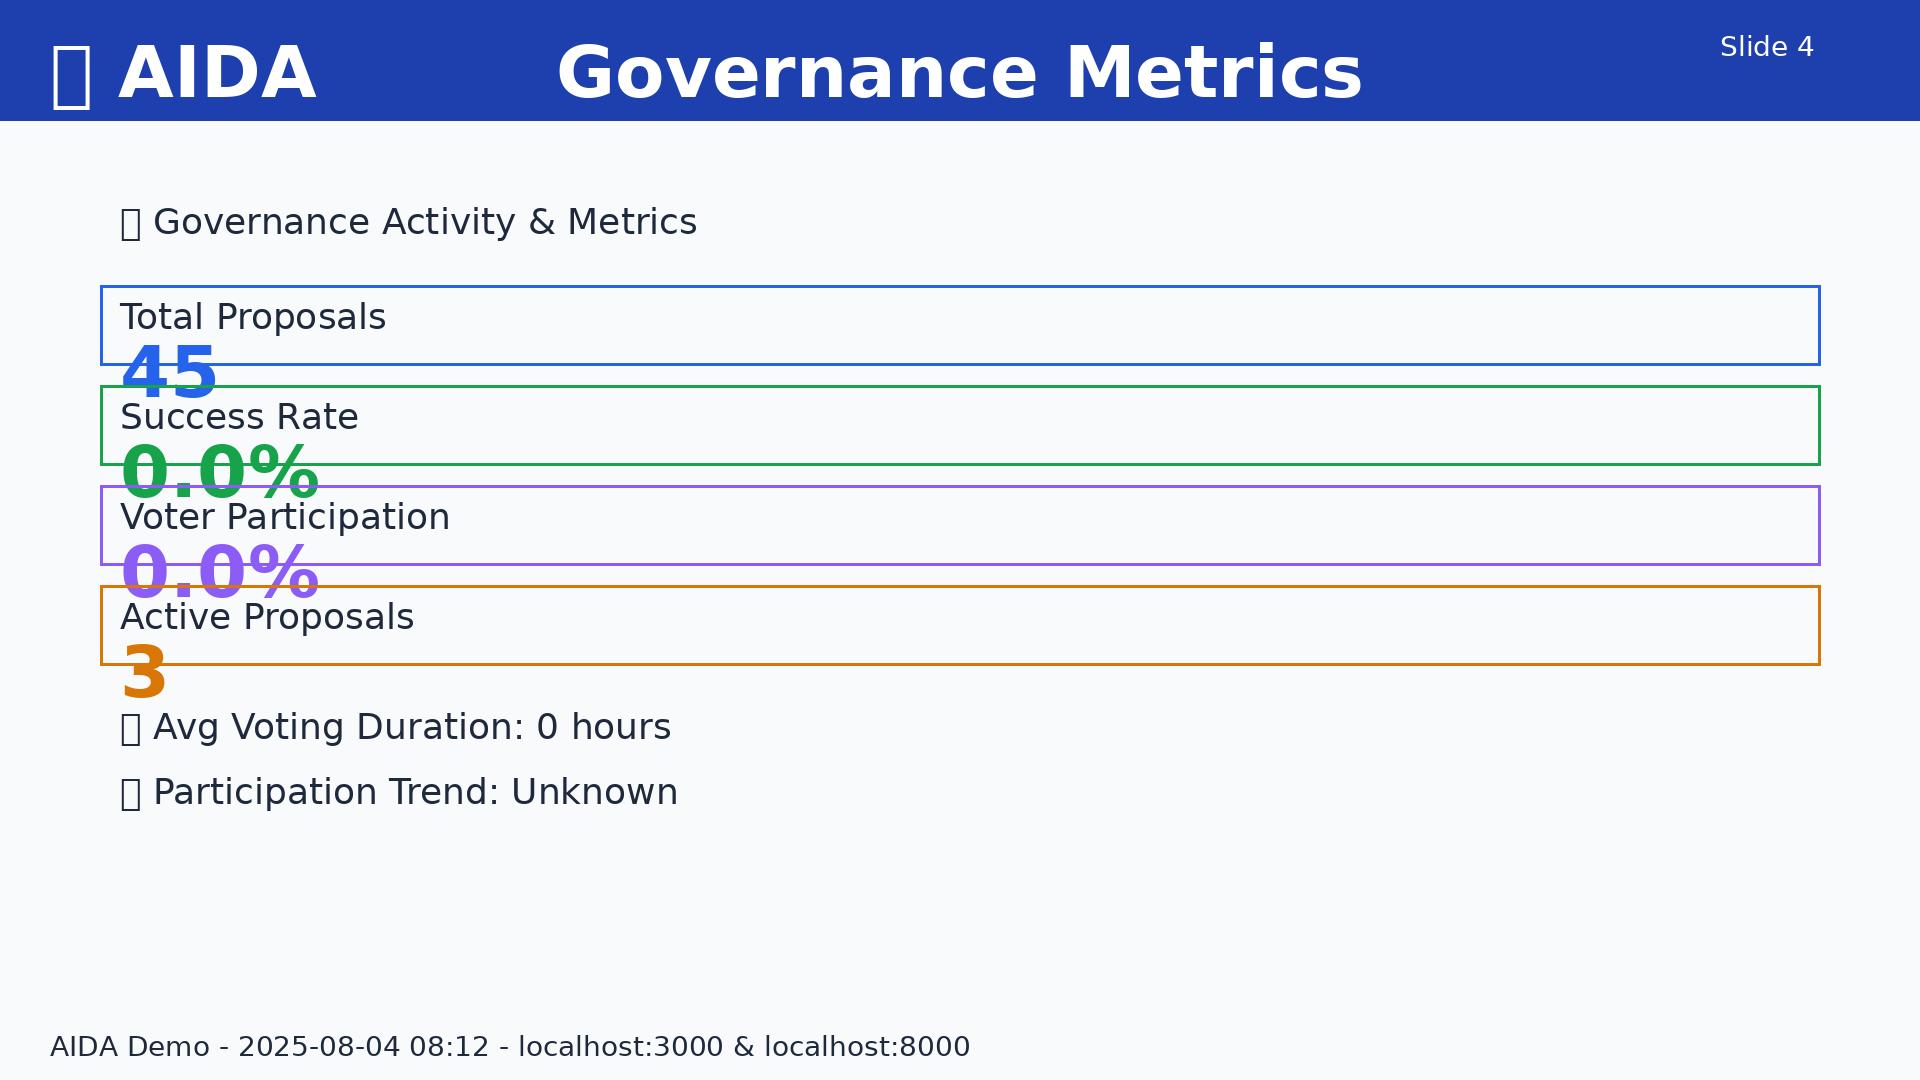 AIDA
Governance Metrics
Slide 4
Governance Activity & Metrics
Total Proposals
45
Success Rate
0.0%
Voter Participation
0.0%
Active Proposals
3
Avg Voting Duration: 0 hours
Participation Trend: Unknown
AIDA Demo - 2025-08-04 08:12 - localhost:3000 & localhost:8000